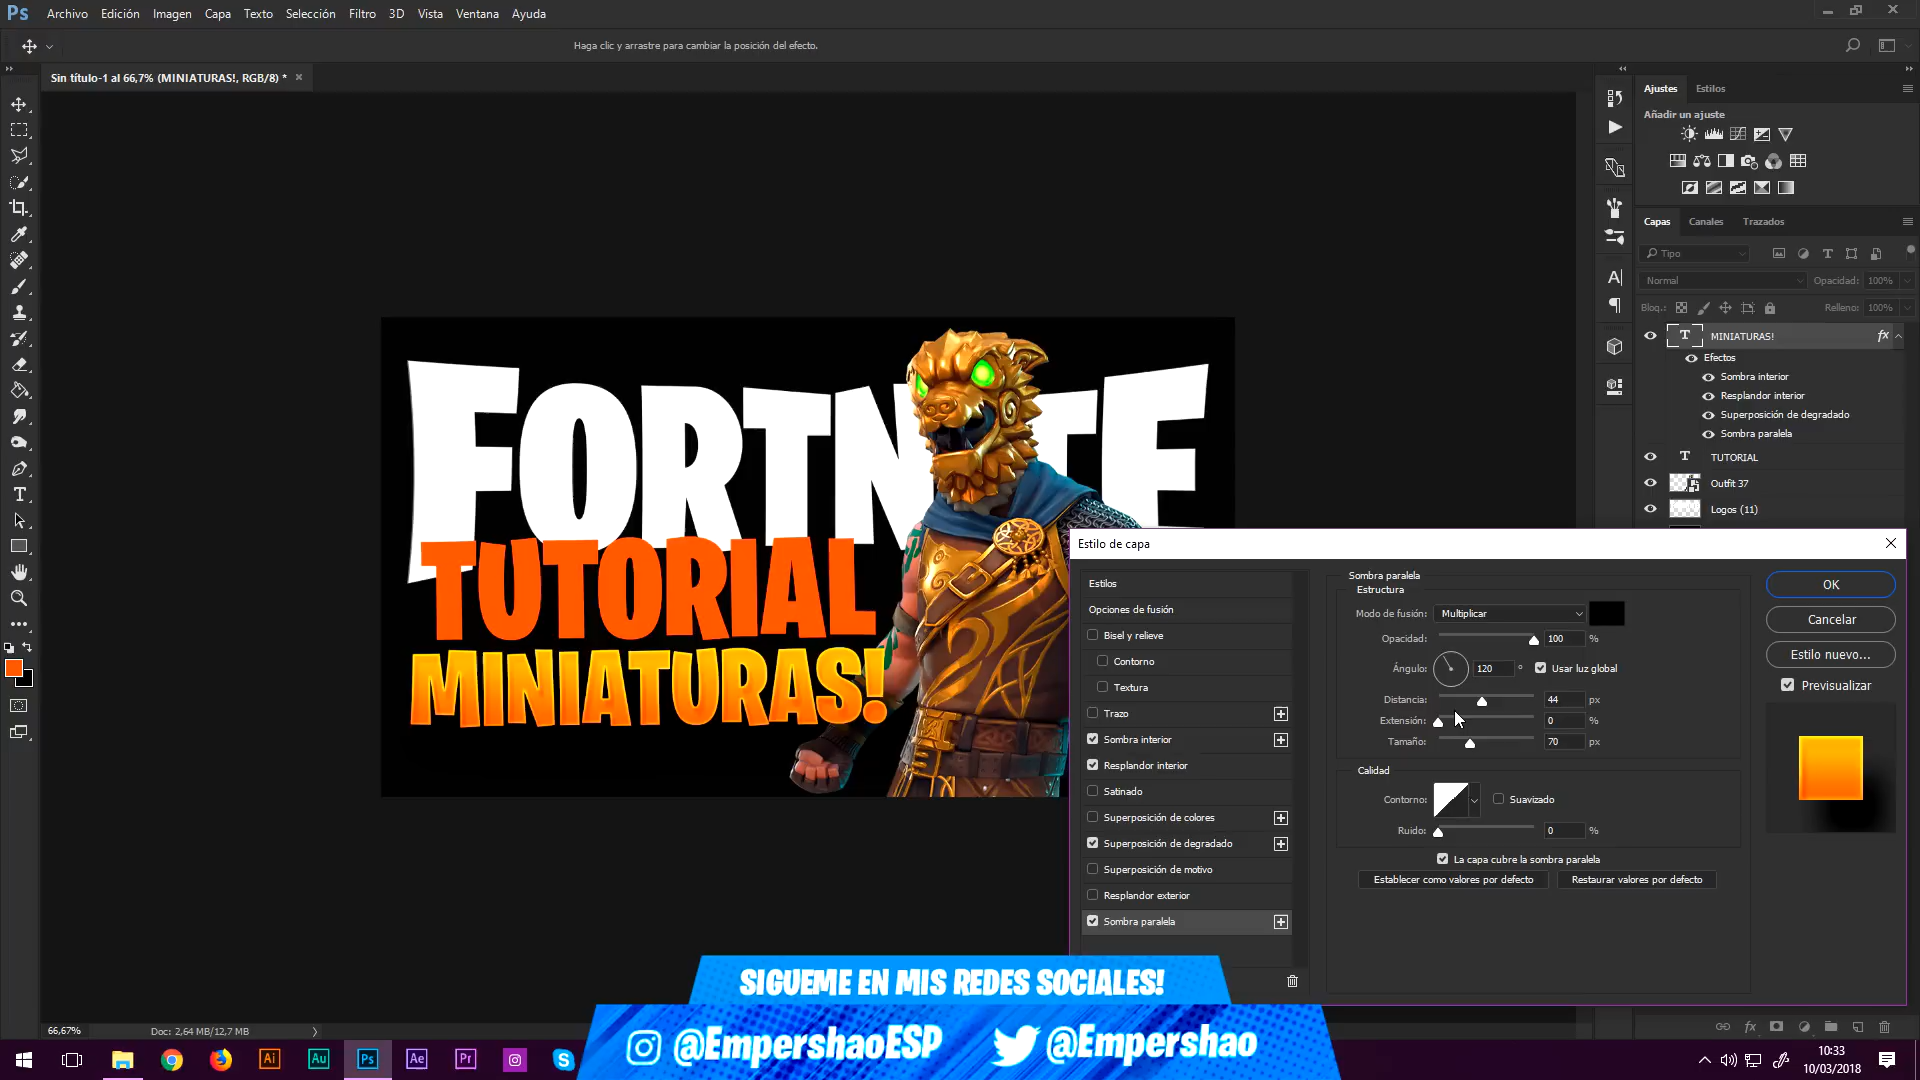 Ps Archivo Edición Imagen Capa Texto Selección Filtro 3D Vista Ventana Ayuda
Haga clic y arrastre para cambiar la posición del efecto.
Sin título-1 al 66,7% (MINIATURAS!, RGB/8) *
Ajustes Estilos
Añadir un ajuste
Capas Canales Trazados
Tipo
Normal Opacidad: 100%
Bloq.: Relleno: 100%
MINIATURAS! fx
Efectos
Sombra interior
Resplandor interior
Superposición de degradado
Sombra paralela
TUTORIAL
Outfit 37
Logos (11)
FORTNITE
TUTORIAL
MINIATURAS!
Estilo de capa
Estilos
Opciones de fusión
Bisel y relieve
Contorno
Textura
Trazo
Sombra interior
Resplandor interior
Satinado
Superposición de colores
Superposición de degradado
Superposición de motivo
Resplandor exterior
Sombra paralela
Sombra paralela
Estructura
Modo de fusión: Multiplicar
Opacidad: 100 %
Ángulo: 120 ° Usar luz global
Distancia: 44 px
Extensión: 0 %
Tamaño: 70 px
Calidad
Contorno: Suavizado
Ruido: 0 %
La capa cubre la sombra paralela
Establecer como valores por defecto Restaurar valores por defecto
OK
Cancelar
Estilo nuevo...
Previsualizar
SIGUEME EN MIS REDES SOCIALES!
@EmpershaoESP @Empershao
66,67% Doc: 2,64 MB/12,7 MB
Ai Au Ps Ae Pr
10:33
10/03/2018